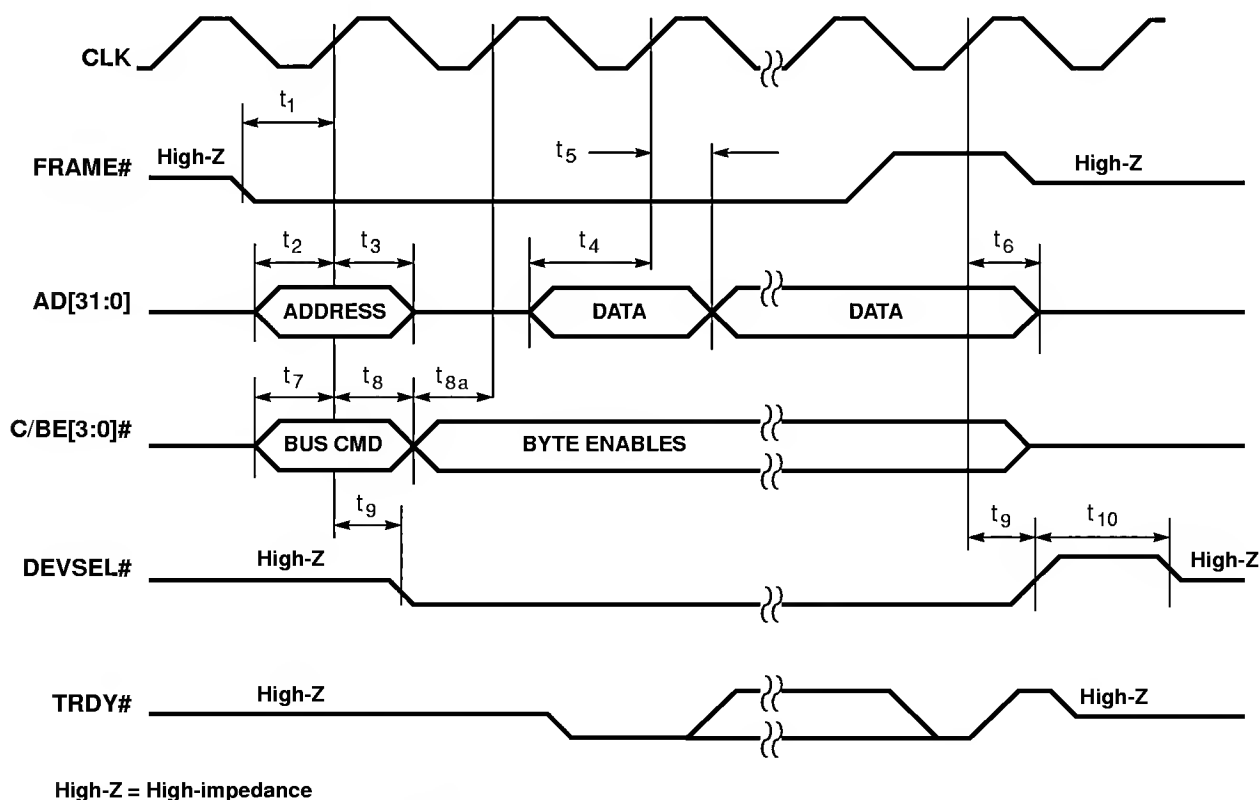 CLK
t1
FRAME#
High-Z
t5
High-Z
t2
t3
t4
t6
AD[31:0]
ADDRESS
DATA
DATA
t7
t8
t8a
C/BE[3:0]#
BUS CMD
BYTE ENABLES
t9
t9
t10
DEVSEL#
High-Z
High-Z
TRDY#
High-Z
High-Z
High-Z = High-impedance